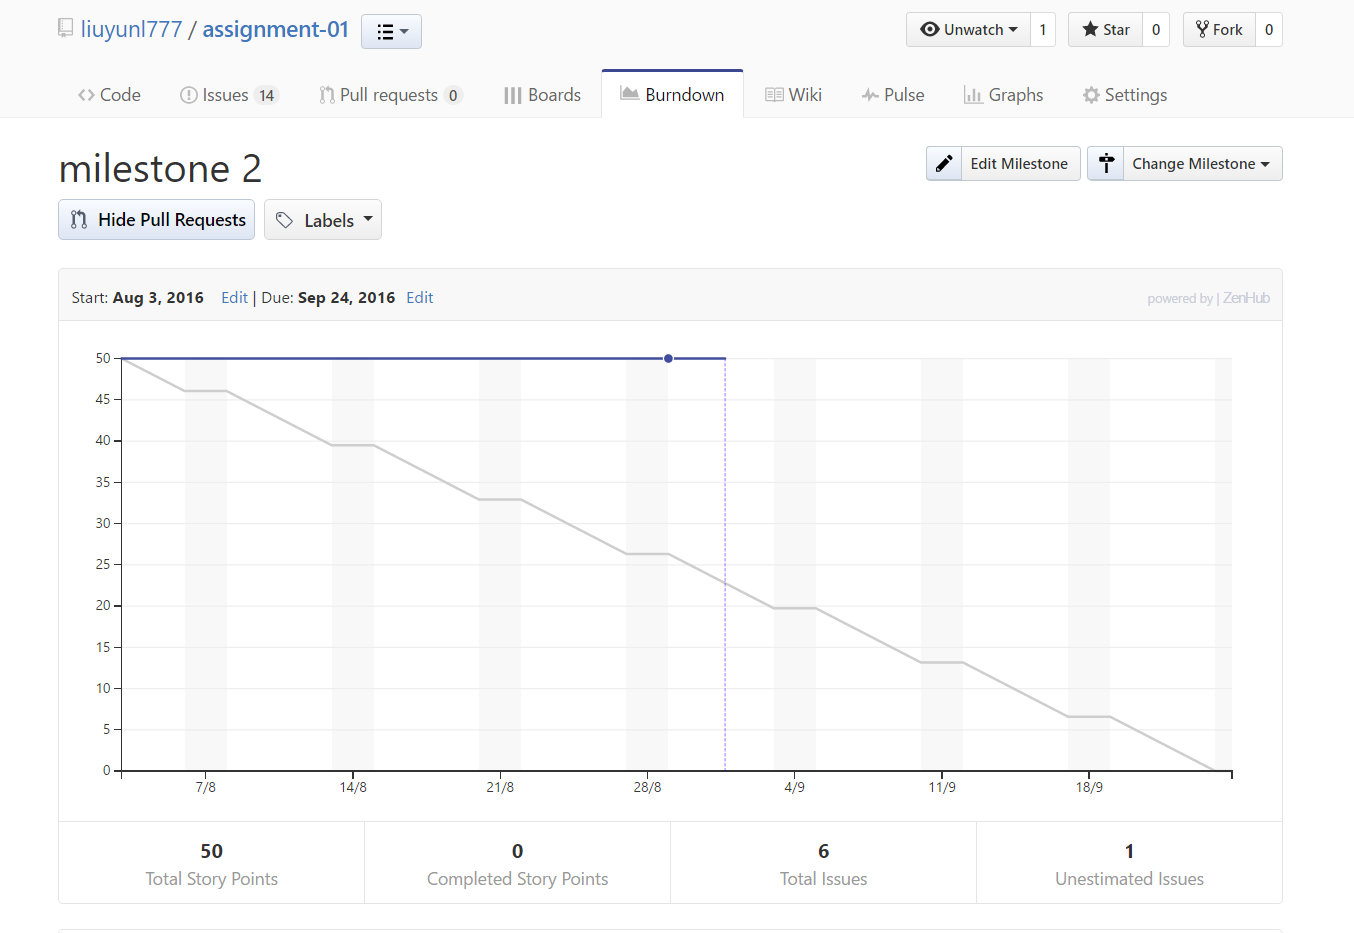 liuyunl777 / assignment-01
Unwatch 1 Star 0 Fork 0
Code Issues 14 Pull requests 0 Boards Burndown Wiki Pulse Graphs Settings
milestone 2
Edit Milestone Change Milestone
Hide Pull Requests Labels
Start: Aug 3, 2016 Edit | Due: Sep 24, 2016 Edit powered by | ZenHub
50
45
40
35
30
25
20
15
10
5
0
7/8 14/8 21/8 28/8 4/9 11/9 18/9
50 0 6 1
Total Story Points Completed Story Points Total Issues Unestimated Issues